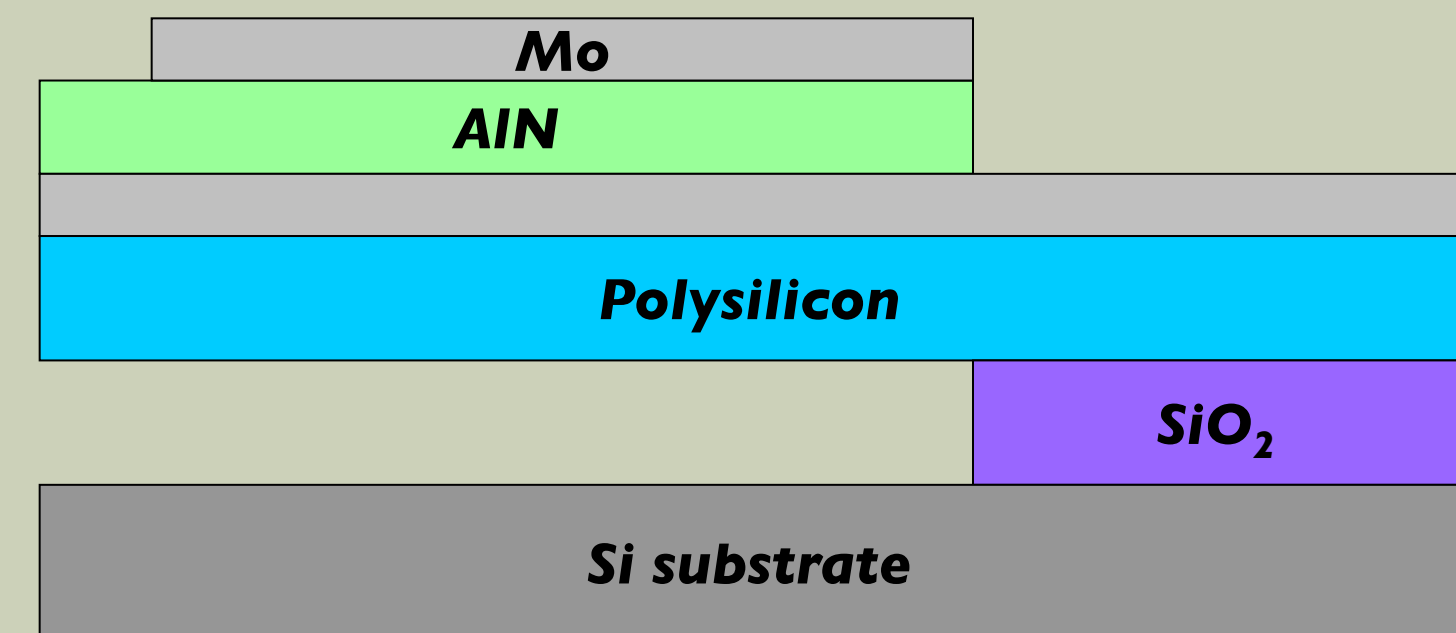 Mo
AlN
Polysilicon
SiO₂
Si substrate